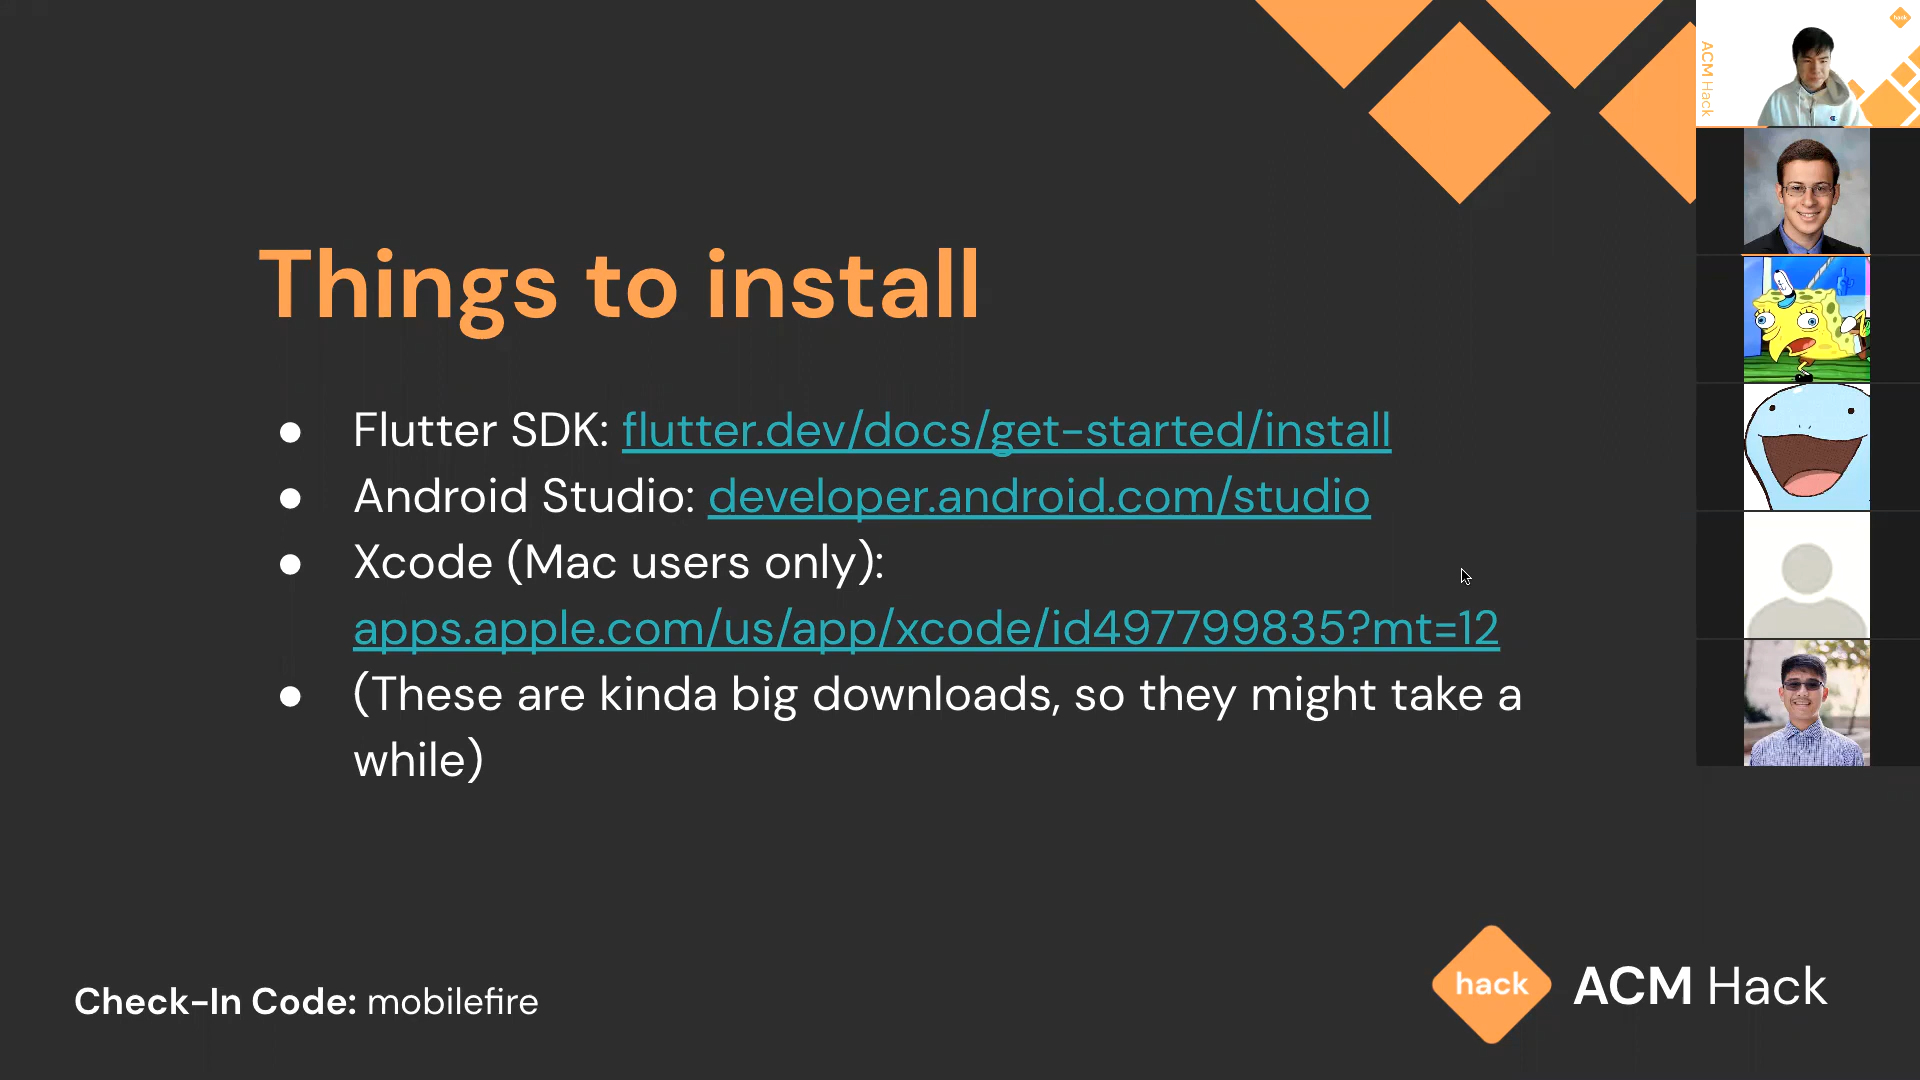 Things to install
● Flutter SDK: flutter.dev/docs/get-started/install
● Android Studio: developer.android.com/studio
● Xcode (Mac users only):
apps.apple.com/us/app/xcode/id497799835?mt=12
● (These are kinda big downloads, so they might take a
while)
Check-In Code: mobilefire
hack
ACM Hack
ACM Hack
hack